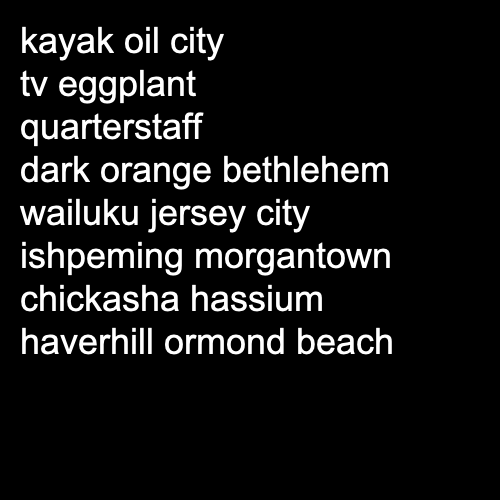 kayak oil city
tv eggplant
quarterstaff
dark orange bethlehem
wailuku jersey city
ishpeming morgantown
chickasha hassium
haverhill ormond beach